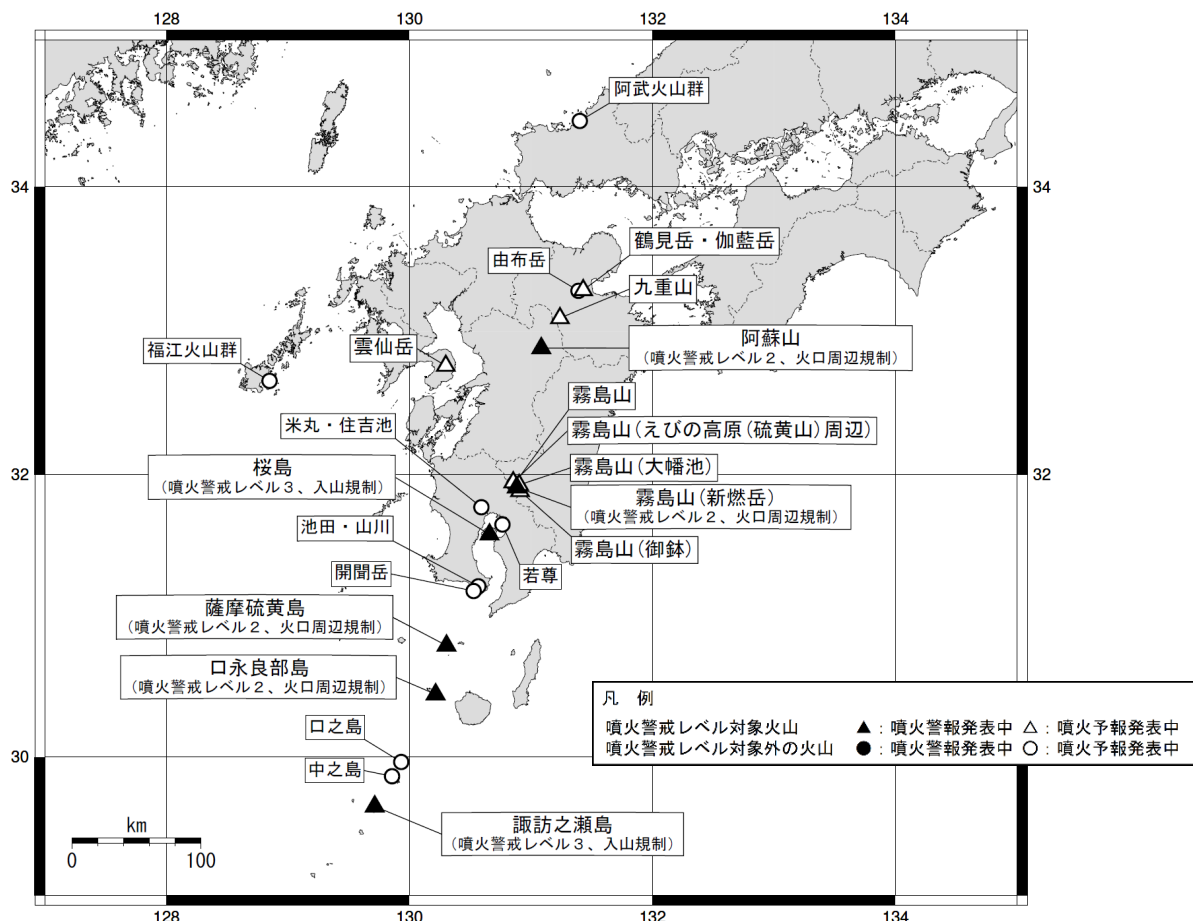 128
130
132
134
阿武火山群
34
34
鶴見岳・伽藍岳
由布岳
九重山
阿蘇山
(噴火警戒レベル2、火口周辺規制)
福江火山群
雲仙岳
霧島山
米丸・住吉池
霧島山(えびの高原(硫黄山)周辺)
桜島
(噴火警戒レベル3、入山規制)
32
32
霧島山(大幡池)
霧島山(新燃岳)
(噴火警戒レベル2、火口周辺規制)
池田・山川
霧島山(御鉢)
開聞岳
若尊
薩摩硫黄島
(噴火警戒レベル2、火口周辺規制)
口永良部島
(噴火警戒レベル2、火口周辺規制)
凡 例
噴火警戒レベル対象火山 ▲:噴火警報発表中 △:噴火予報発表中
噴火警戒レベル対象外の火山 ●:噴火警報発表中 ○:噴火予報発表中
口之島
30
中之島
諏訪之瀬島
(噴火警戒レベル3、入山規制)
km
0 100
128
130
132
134